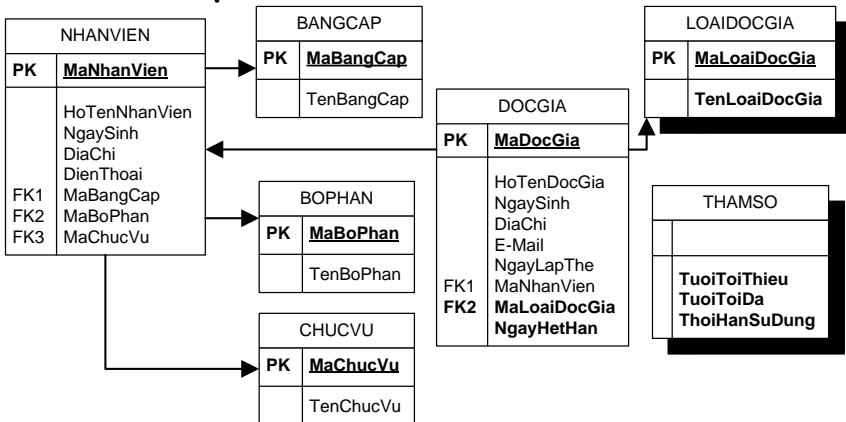 NHANVIEN
PK MaNhanVien
HoTenNhanVien
NgaySinh
DiaChi
DienThoai
FK1 MaBangCap
FK2 MaBoPhan
FK3 MaChucVu
BANGCAP
PK MaBangCap
TenBangCap
BOPHAN
PK MaBoPhan
TenBoPhan
CHUCVU
PK MaChucVu
TenChucVu
DOCGIA
PK MaDocGia
HoTenDocGia
NgaySinh
DiaChi
E-Mail
NgayLapThe
FK1 MaNhanVien
FK2 MaLoaiDocGia
NgayHetHan
LOAIDOCGIA
PK MaLoaiDocGia
TenLoaiDocGia
THAMSO
TuoiToiThieu
TuoiToiDa
ThoiHanSuDung